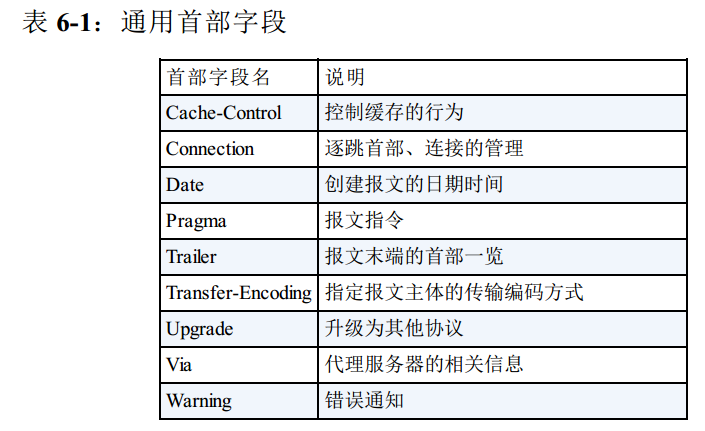 表 6-1：通用首部字段
首部字段名 说明
Cache-Control 控制缓存的行为
Connection 逐跳首部、连接的管理
Date 创建报文的日期时间
Pragma 报文指令
Trailer 报文末端的首部一览
Transfer-Encoding 指定报文主体的传输编码方式
Upgrade 升级为其他协议
Via 代理服务器的相关信息
Warning 错误通知